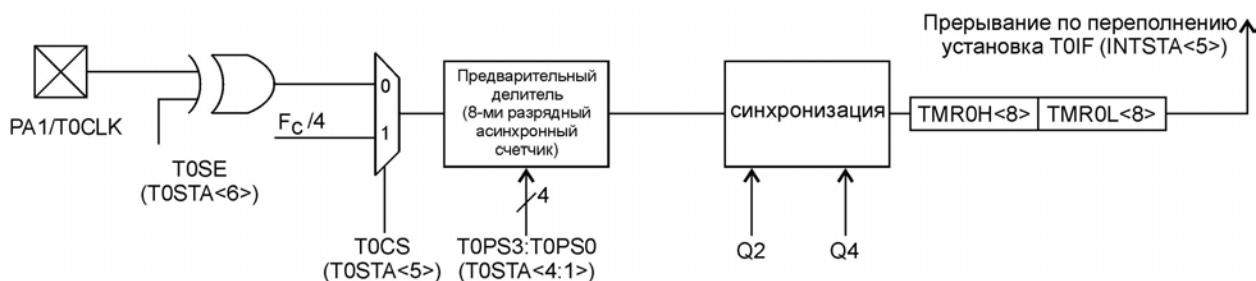 Прерывание по переполнению
установка T0IF (INTSTA<5>)
PA1/T0CLK
T0SE
(T0STA<6>)
FC /4
0
1
T0CS
(T0STA<5>)
Предварительный
делитель
(8-ми разрядный
асинхронный
счетчик)
4
T0PS3:T0PS0
(T0STA<4:1>)
синхронизация
Q2
Q4
TMR0H<8>
TMR0L<8>